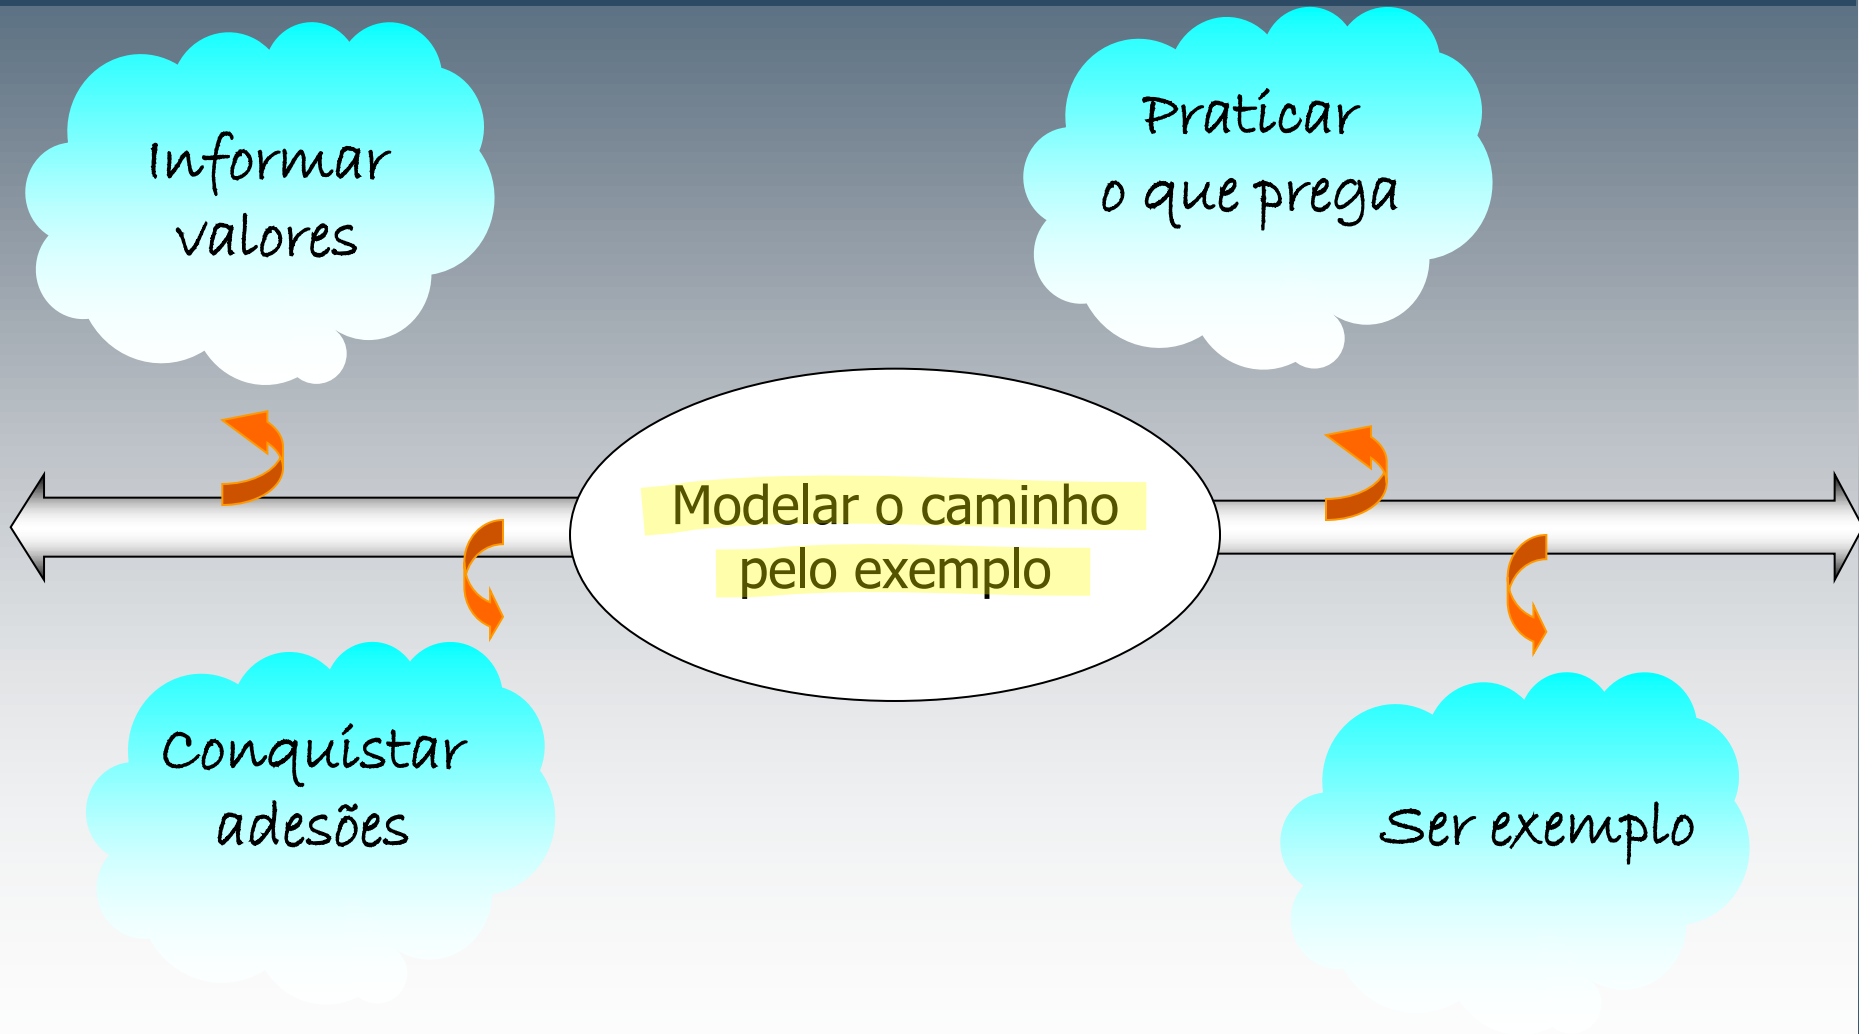 Informar
valores
Praticar
o que prega
Modelar o caminho
pelo exemplo
Conquistar
adesões
Ser exemplo